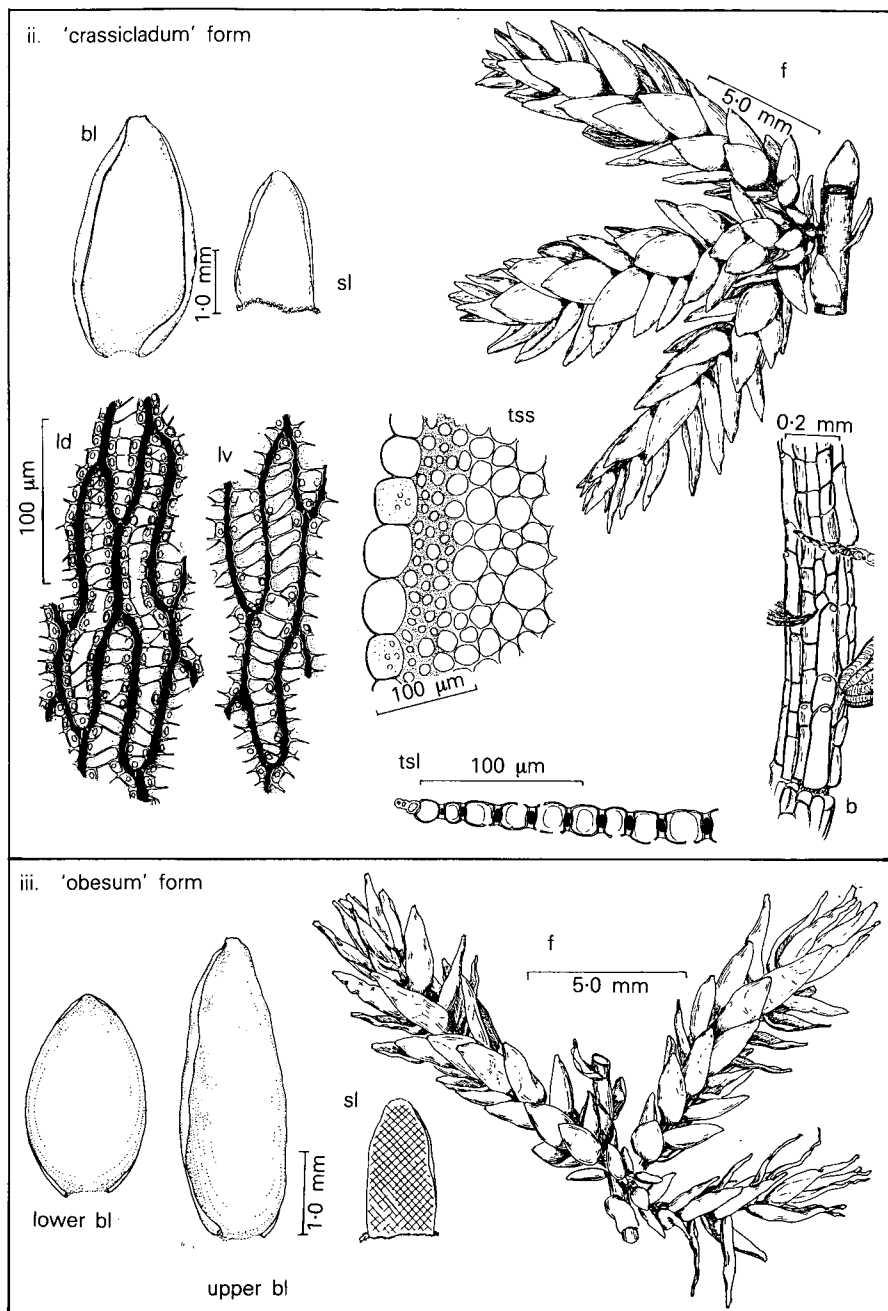 ii. 'crassicladum' form
f
5·0 mm
bl
1·0 mm
sl
100 µm
ld
lv
tss
100 µm
0·2 mm
tsl
100 µm
b
iii. 'obesum' form
f
5·0 mm
sl
1·0 mm
lower bl
upper bl